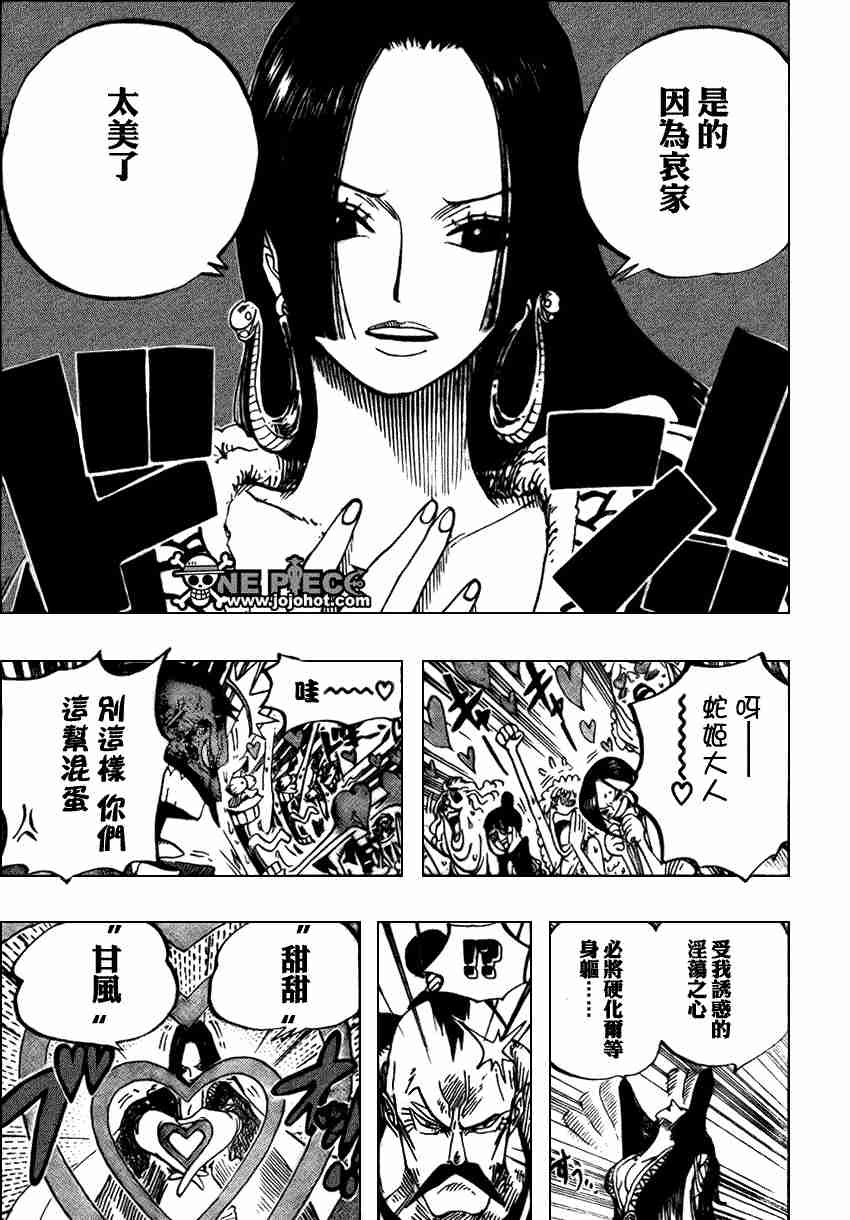 是的
因為哀家
太美了
ONE PIECE
www.jojohot.com
呀——
蛇姬大人~~~♡
哇~~~~♡
別這樣 你們
這幫混蛋
受我誘惑的
淫蕩之心
必將硬化爾等
身軀……
!?
"甜甜
甘風"